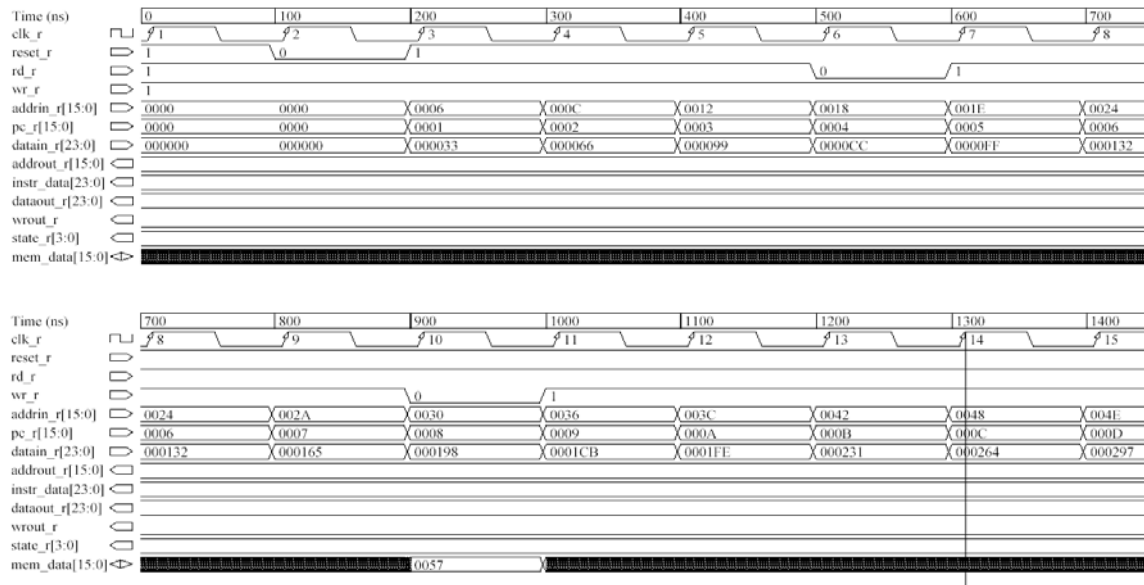 Time (ns) 0 100 200 300 400 500 600 700
clk_r 1 2 3 4 5 6 7 8
reset_r 1 0 1
rd_r 1 0 1
wr_r 1
addrin_r[15:0] 0000 0000 0006 000C 0012 0018 001E 0024
pc_r[15:0] 0000 0000 0001 0002 0003 0004 0005 0006
datain_r[23:0] 000000 000000 000033 000066 000099 0000CC 0000FF 000132
addrout_r[15:0]
instr_data[23:0]
dataout_r[23:0]
wrout_r
state_r[3:0]
mem_data[15:0]
Time (ns) 700 800 900 1000 1100 1200 1300 1400
clk_r 8 9 10 11 12 13 14 15
reset_r
rd_r
wr_r 0 1
addrin_r[15:0] 0024 002A 0030 0036 003C 0042 0048 004E
pc_r[15:0] 0006 0007 0008 0009 000A 000B 000C 000D
datain_r[23:0] 000132 000165 000198 0001CB 0001FE 000231 000264 000297
addrout_r[15:0]
instr_data[23:0]
dataout_r[23:0]
wrout_r
state_r[3:0]
mem_data[15:0] 0057